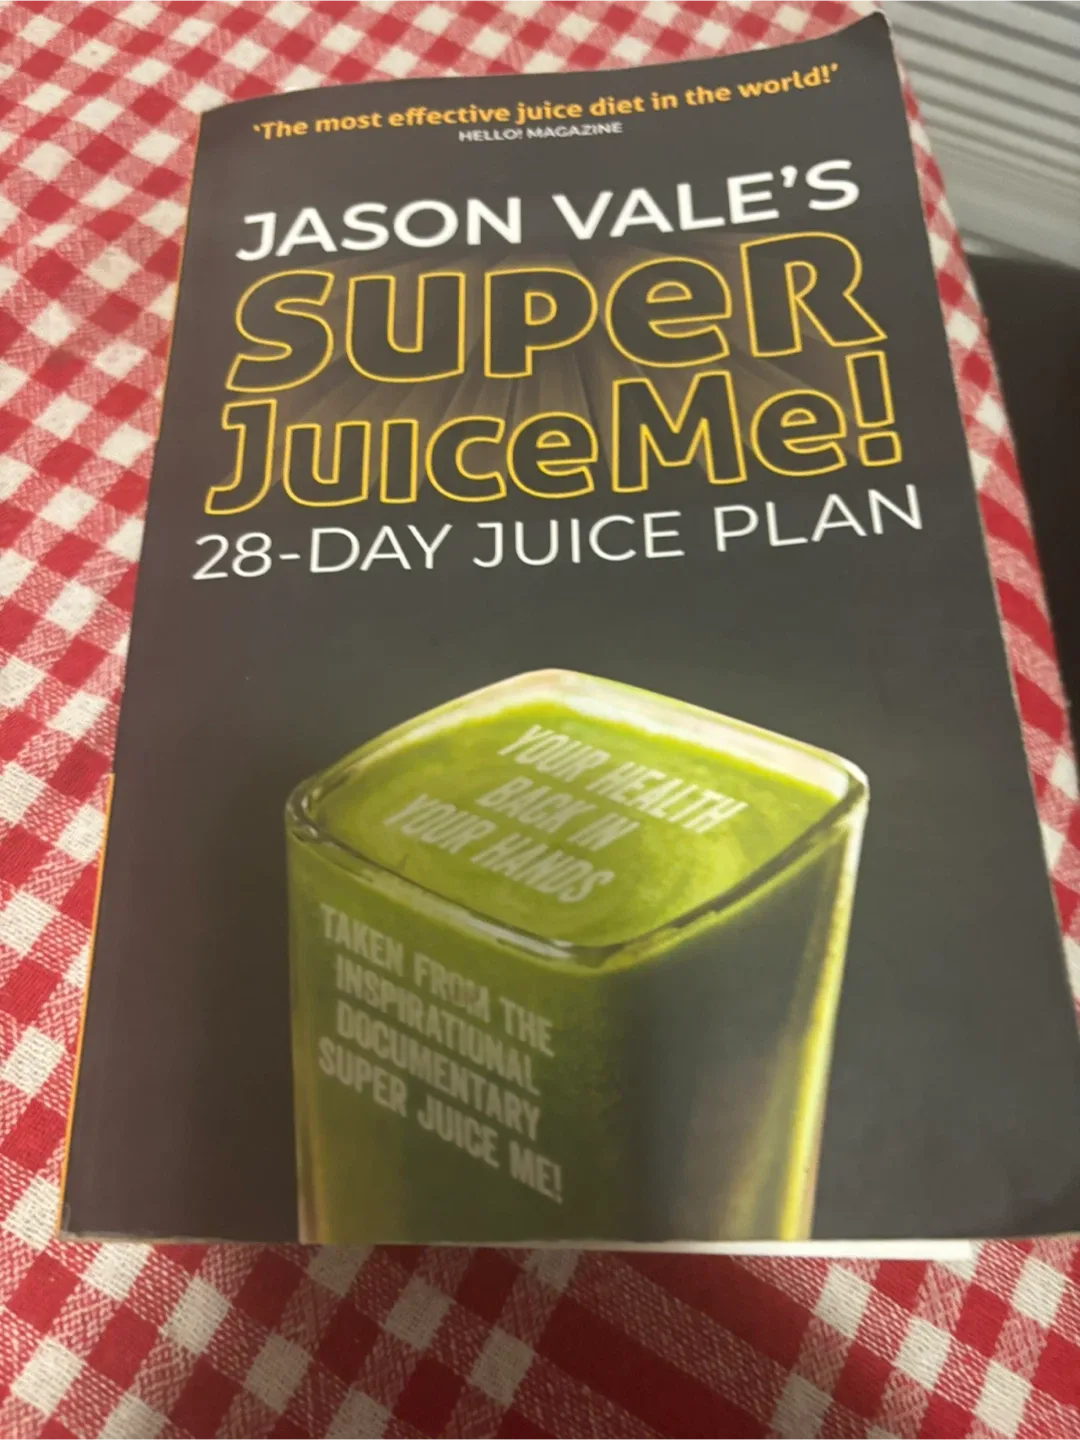 ‘The most effective juice diet in the world!’
HELLO! MAGAZINE
JASON VALE’S
SUPeR
JUICeMe!
28-DAY JUICE PLAN
YOUR HEALTH
BACK IN
YOUR HANDS
TAKEN FROM THE
INSPIRATIONAL
DOCUMENTARY
SUPER JUICE ME!